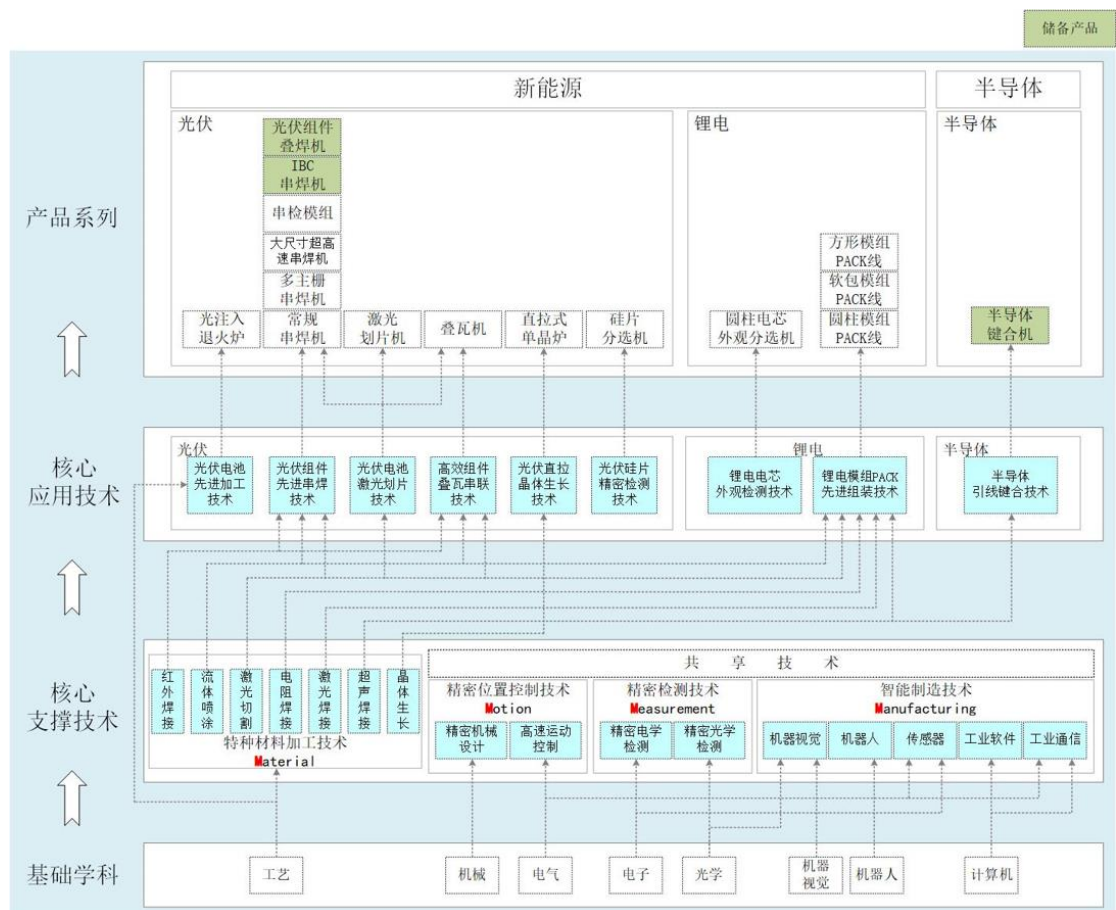 储备产品
新能源
半导体
产品系列
光伏
光伏组件
叠焊机
IBC
串焊机
串检模组
大尺寸超高
速串焊机
多主栅
串焊机
光注入
退火炉
常规
串焊机
激光
划片机
叠瓦机
直拉式
单晶炉
硅片
分选机
锂电
方形模组
PACK线
软包模组
PACK线
圆柱电芯
外观分选机
圆柱模组
PACK线
半导体
半导体
键合机
核心
应用技术
光伏
光伏电池
先进加工
技术
光伏组件
先进串焊
技术
光伏电池
激光划片
技术
高效组件
叠瓦串联
技术
光伏直拉
晶体生长
技术
光伏硅片
精密检测
技术
锂电
锂电电芯
外观检测技术
锂电模组PACK
先进组装技术
半导体
半导体
引线键合技术
核心
支撑技术
红外焊接
流体喷涂
激光切割
电阻焊接
激光焊接
超声焊接
晶体生长
特种材料加工技术
Material
共享技术
精密位置控制技术
Motion
精密机械
设计
高速运动
控制
精密检测技术
Measurement
精密电学
检测
精密光学
检测
智能制造技术
Manufacturing
机器视觉
机器人
传感器
工业软件
工业通信
基础学科
工艺
机械
电气
电子
光学
机器
视觉
机器人
计算机